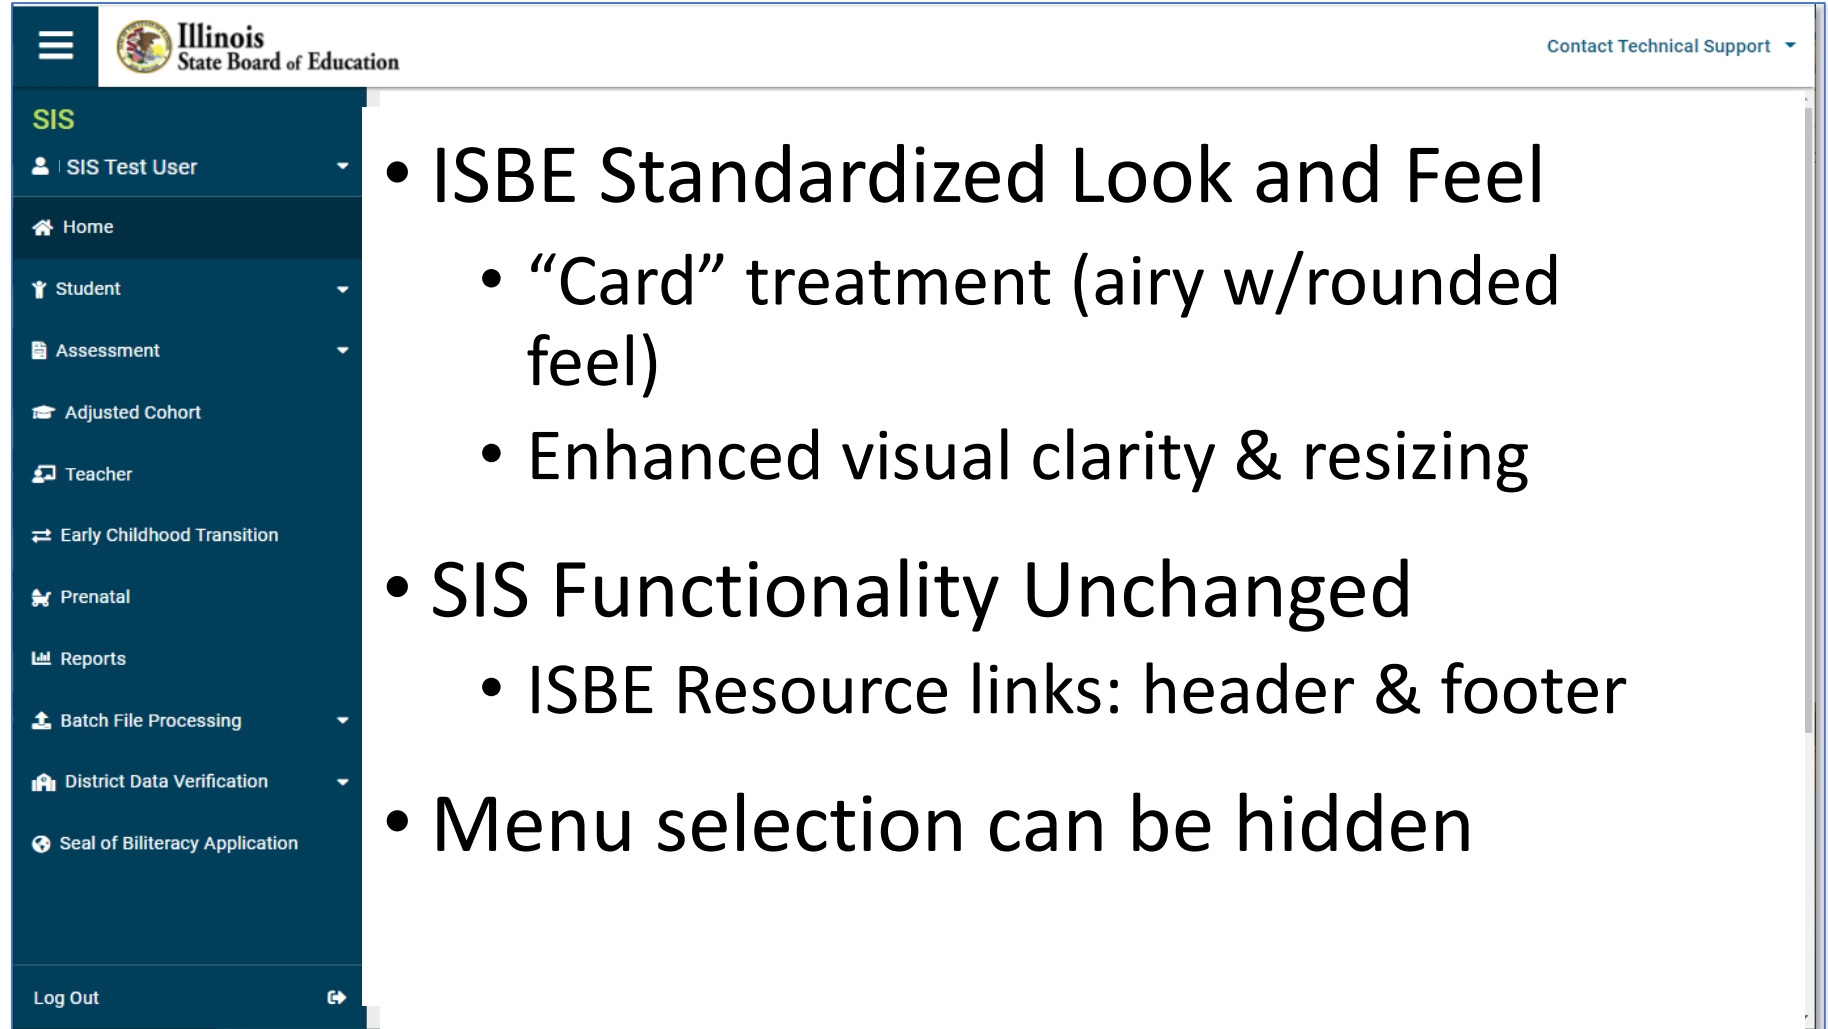 Illinois
State Board of Education
Contact Technical Support
SIS
SIS Test User
Home
Student
Assessment
Adjusted Cohort
Teacher
Early Childhood Transition
Prenatal
Reports
Batch File Processing
District Data Verification
Seal of Biliteracy Application
Log Out
• ISBE Standardized Look and Feel
• “Card” treatment (airy w/rounded
feel)
• Enhanced visual clarity & resizing
• SIS Functionality Unchanged
• ISBE Resource links: header & footer
• Menu selection can be hidden